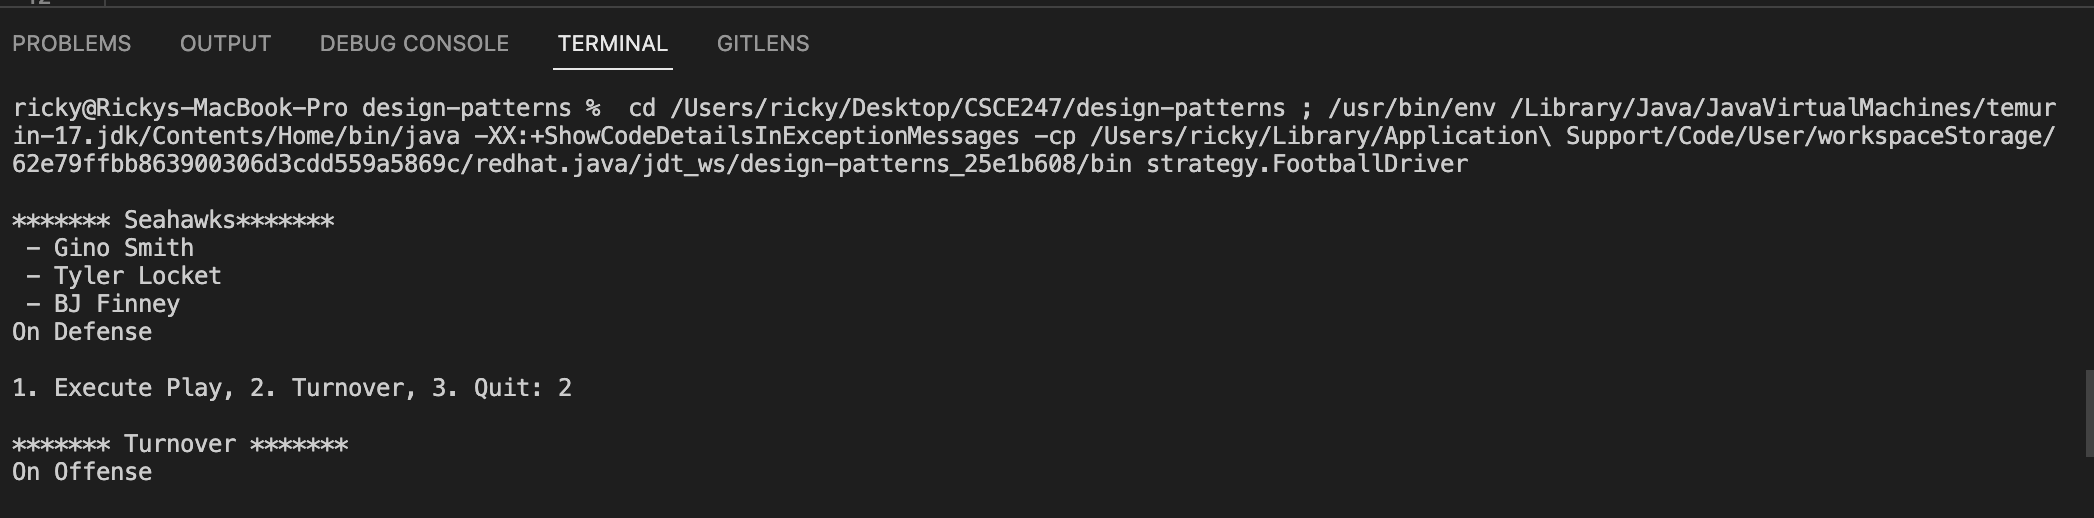 PROBLEMS OUTPUT DEBUG CONSOLE TERMINAL GITLENS
ricky@Rickys-MacBook-Pro design-patterns %  cd /Users/ricky/Desktop/CSCE247/design-patterns ; /usr/bin/env /Library/Java/JavaVirtualMachines/temur
in-17.jdk/Contents/Home/bin/java -XX:+ShowCodeDetailsInExceptionMessages -cp /Users/ricky/Library/Application\ Support/Code/User/workspaceStorage/
62e79ffbb863900306d3cdd559a5869c/redhat.java/jdt_ws/design-patterns_25e1b608/bin strategy.FootballDriver
******* Seahawks*******
 - Gino Smith
 - Tyler Locket
 - BJ Finney
On Defense
1. Execute Play, 2. Turnover, 3. Quit: 2
******* Turnover *******
On Offense